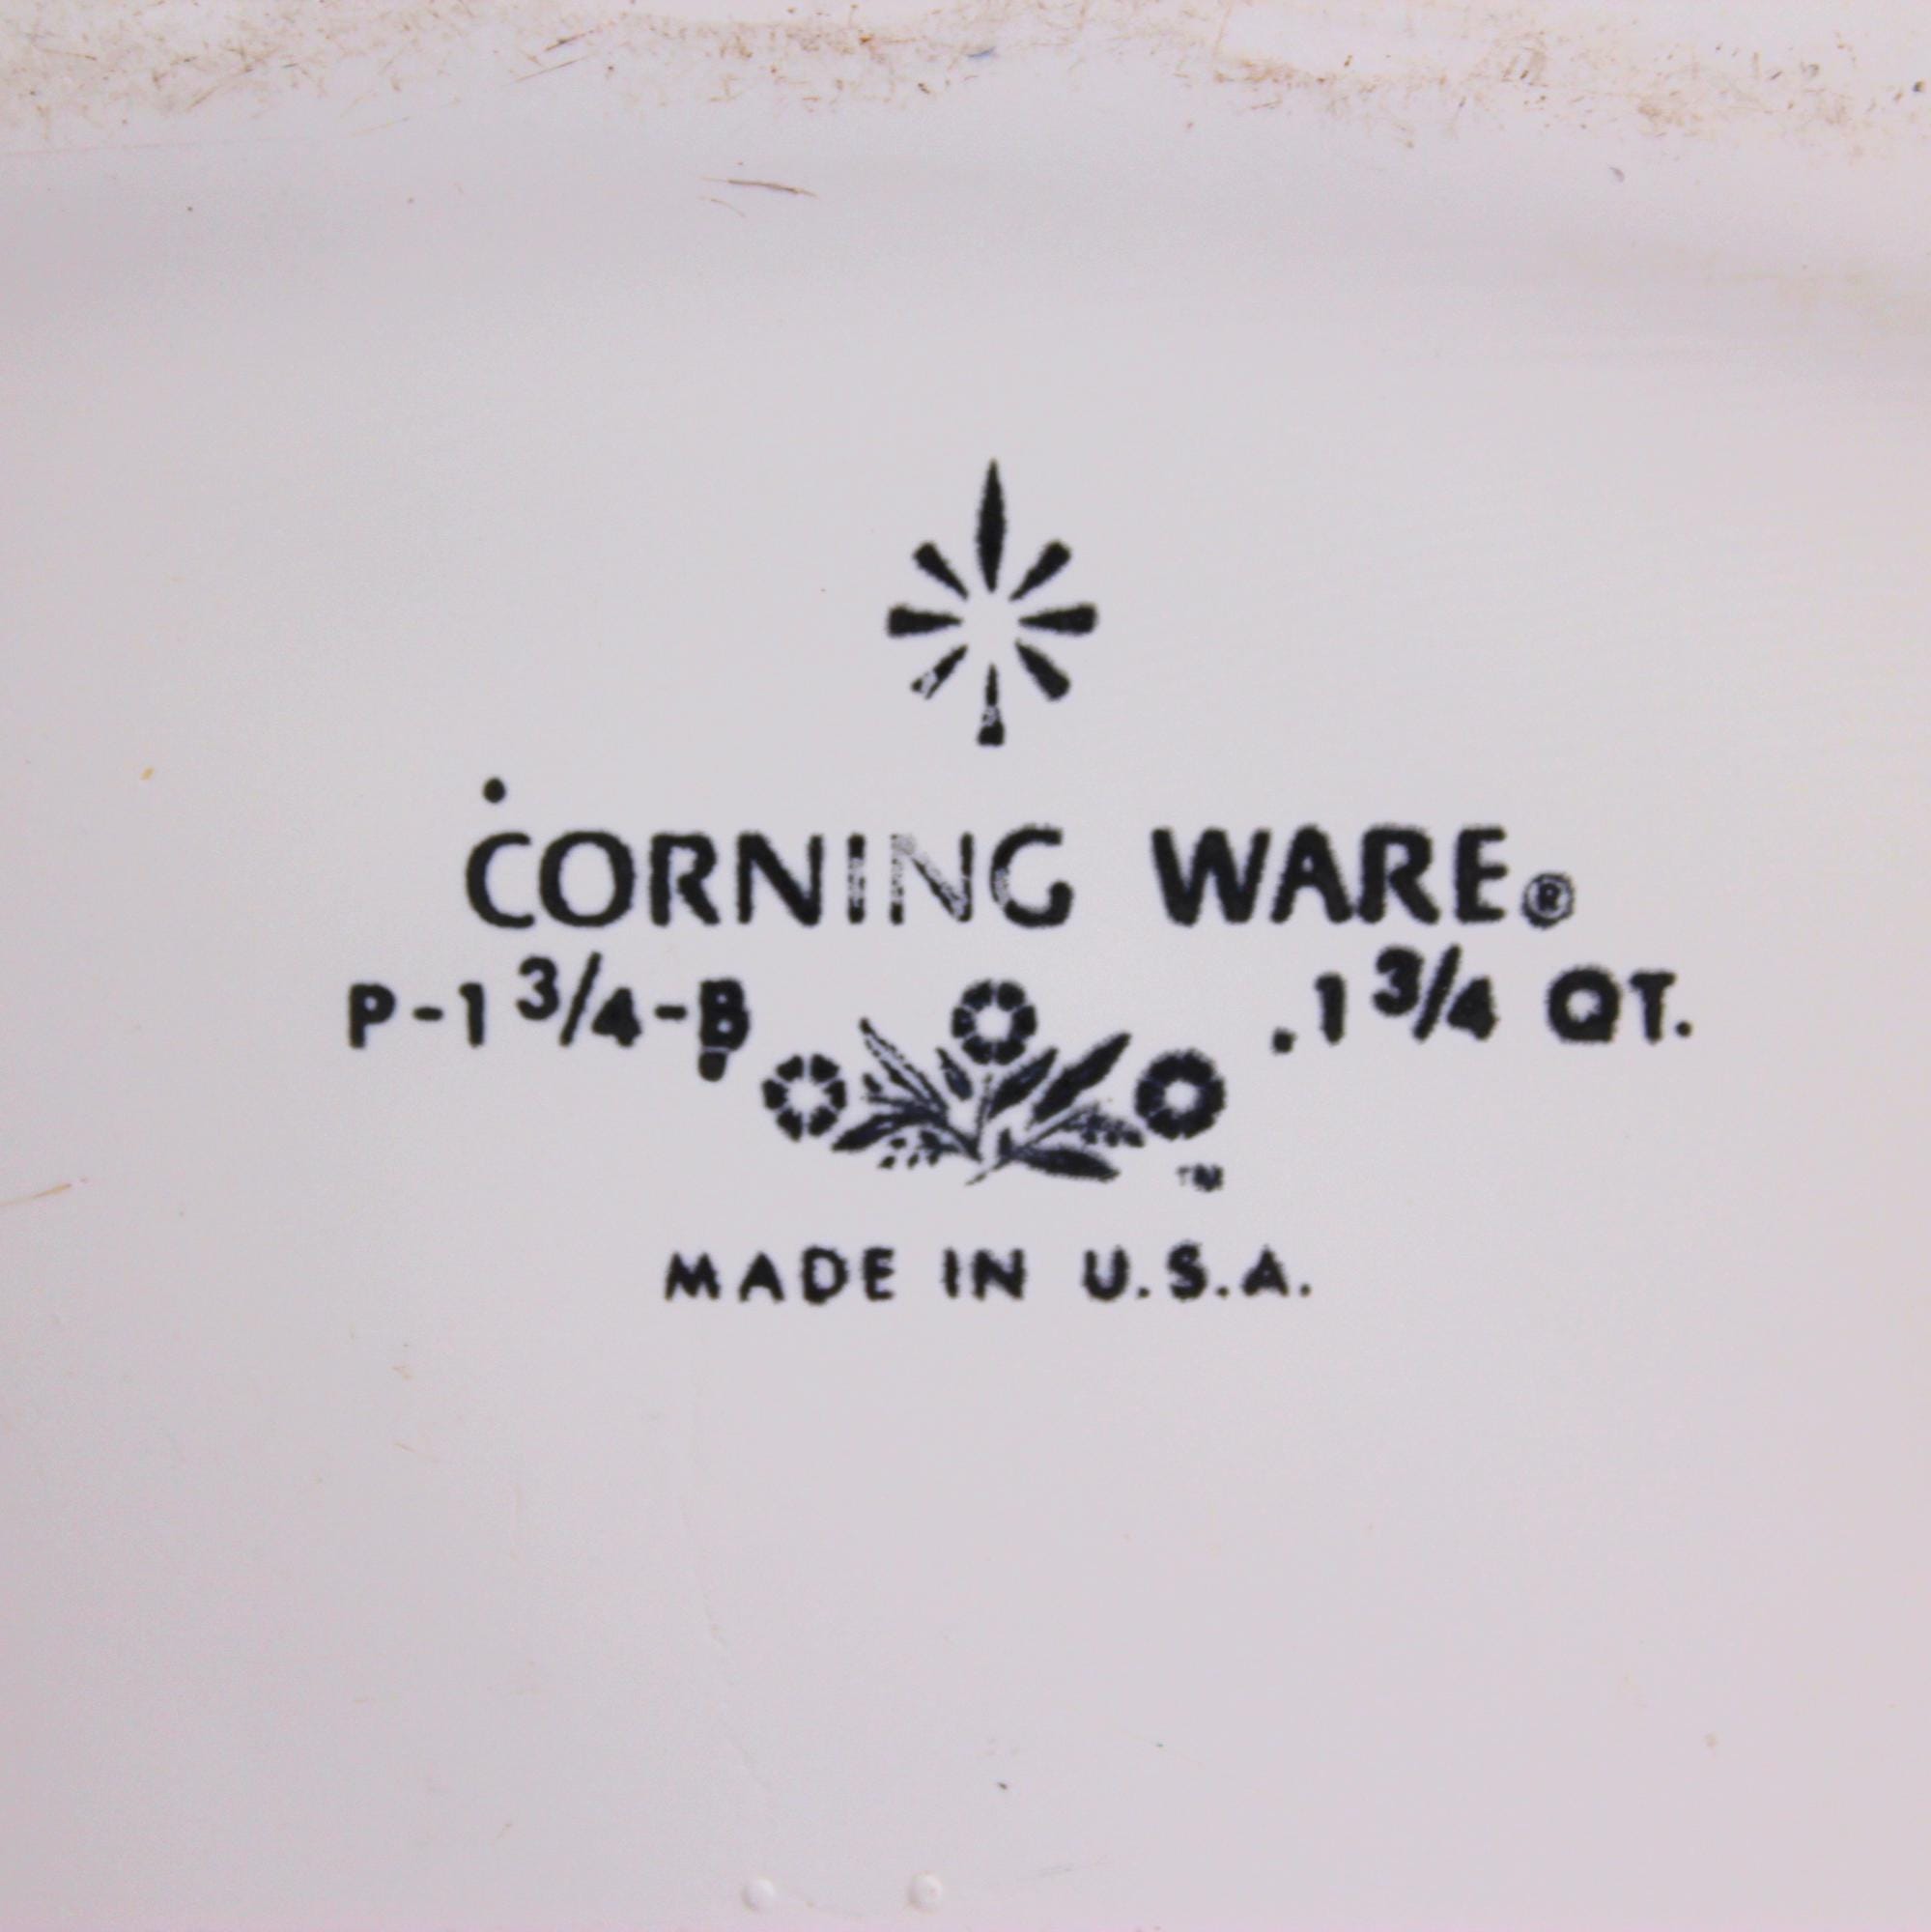 CORNING WARE®
P-1 3/4-B 1 3/4 QT.
TM
MADE IN U.S.A.